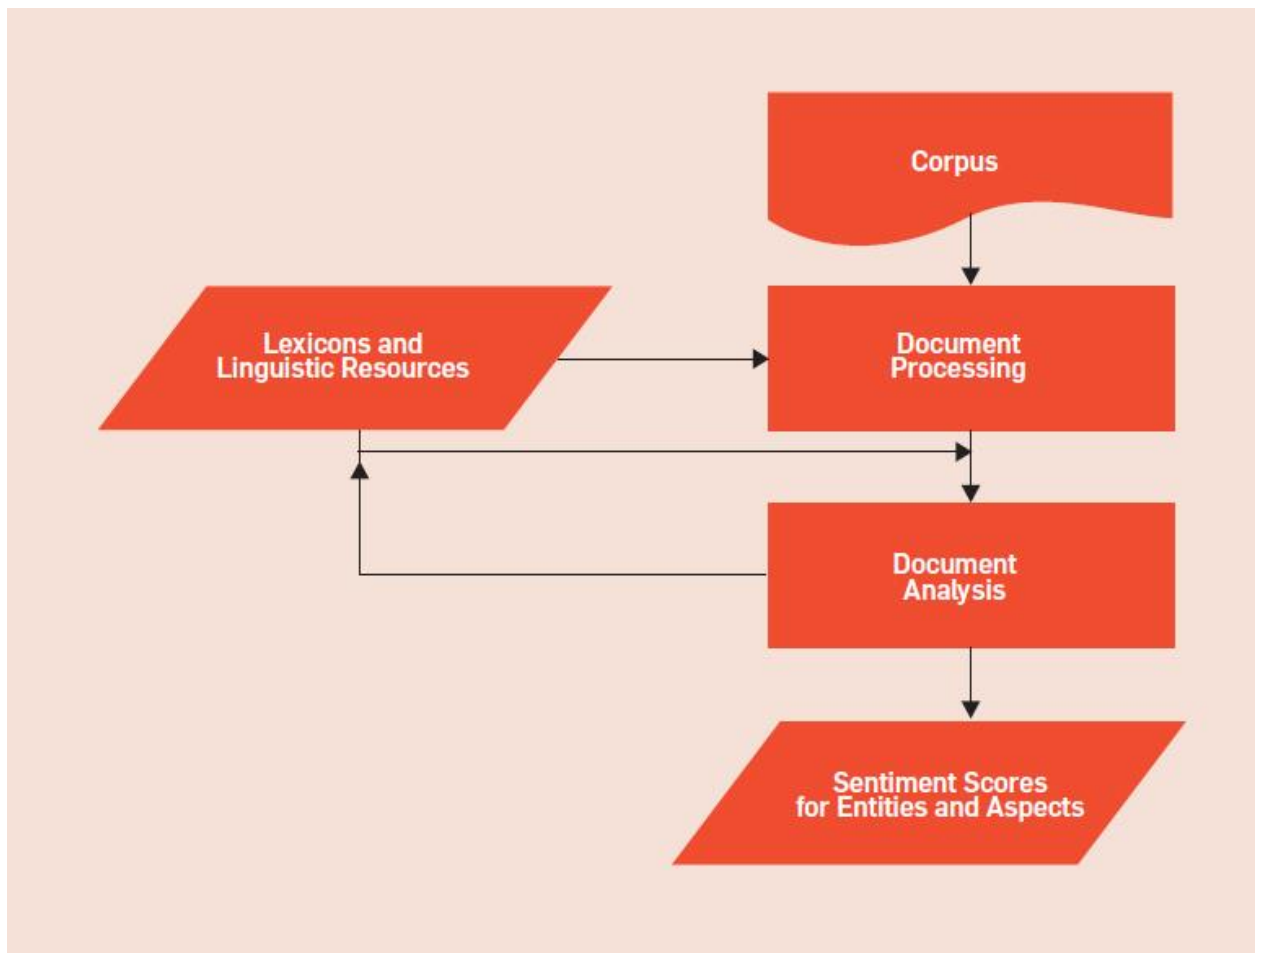 Corpus
Lexicons and
Linguistic Resources
Document
Processing
Document
Analysis
Sentiment Scores
for Entities and Aspects